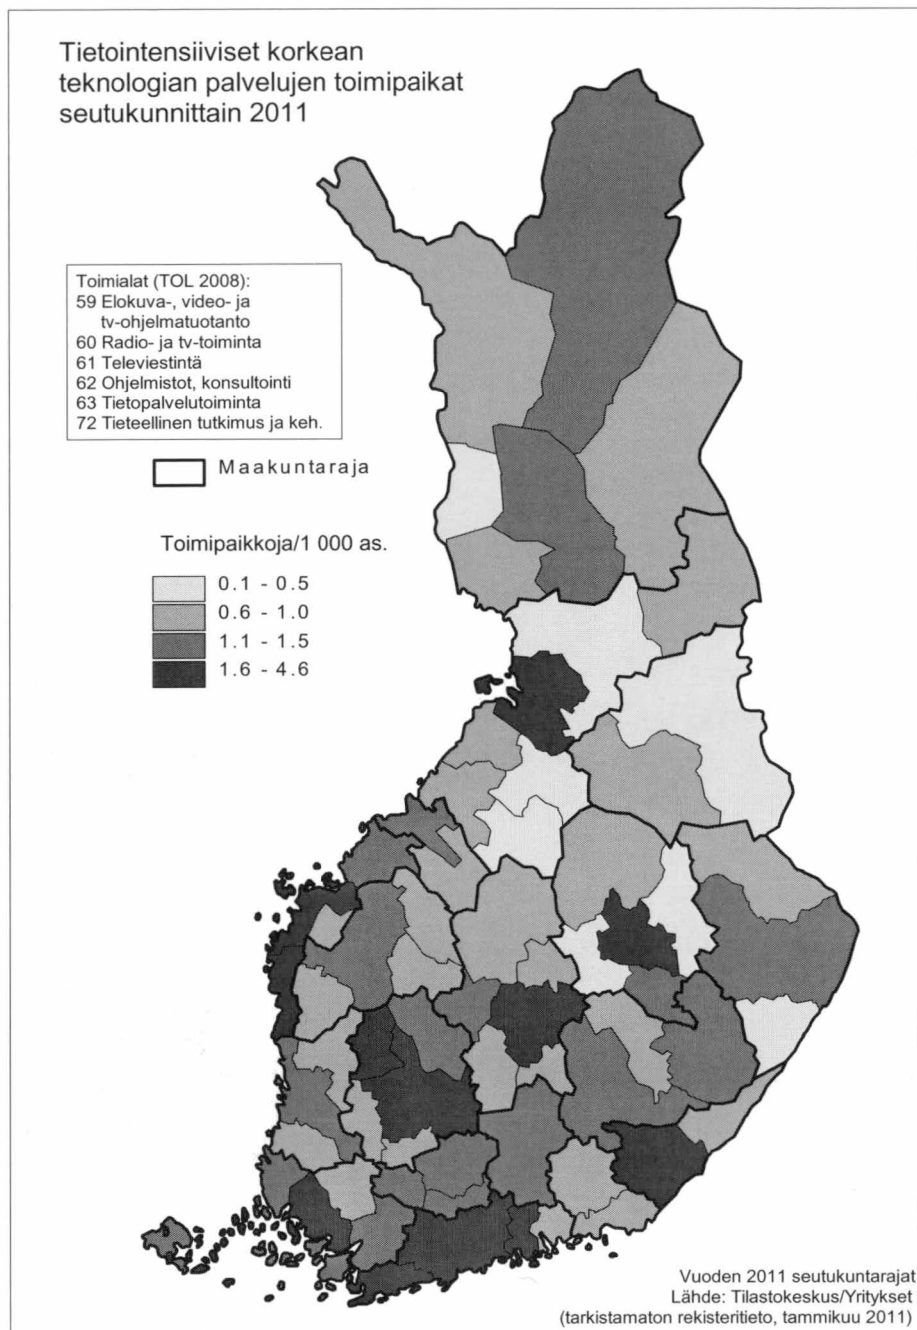 Tietointensiiviset korkean
teknologian palvelujen toimipaikat
seutukunnittain 2011
Toimialat (TOL 2008):
59 Elokuva-, video- ja
tv-ohjelmatuotanto
60 Radio- ja tv-toiminta
61 Televiestintä
62 Ohjelmistot, konsultointi
63 Tietopalvelutoiminta
72 Tieteellinen tutkimus ja keh.
Maakuntaraja
Toimipaikkoja/1 000 as.
0.1 - 0.5
0.6 - 1.0
1.1 - 1.5
1.6 - 4.6
Vuoden 2011 seutukuntarajat
Lähde: Tilastokeskus/Yritykset
(tarkistamaton rekisteritieto, tammikuu 2011)